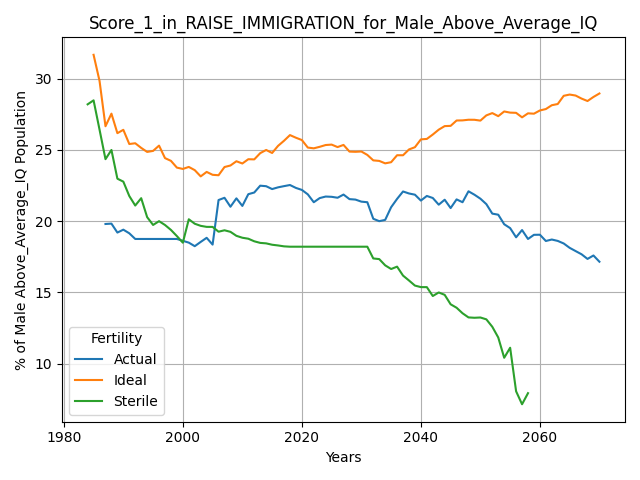 Score_1_in_RAISE_IMMIGRATION_for_Male_Above_Average_IQ
% of Male Above_Average_IQ Population
30
25
20
15
10
Fertility
Actual
Ideal
Sterile
1980 2000 2020 2040 2060
Years